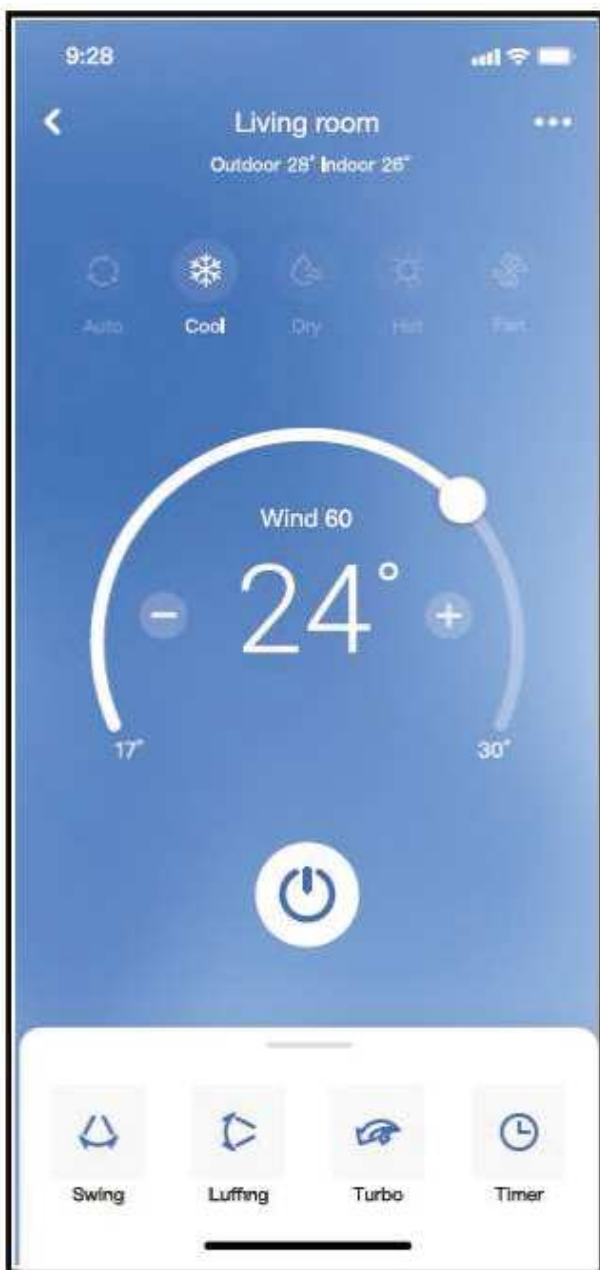 9:28
Living room
Outdoor 28° Indoor 26°
Auto Cool Dry Hot Fan
Wind 60
24°
17° 30°
Swing Luffing Turbo Timer